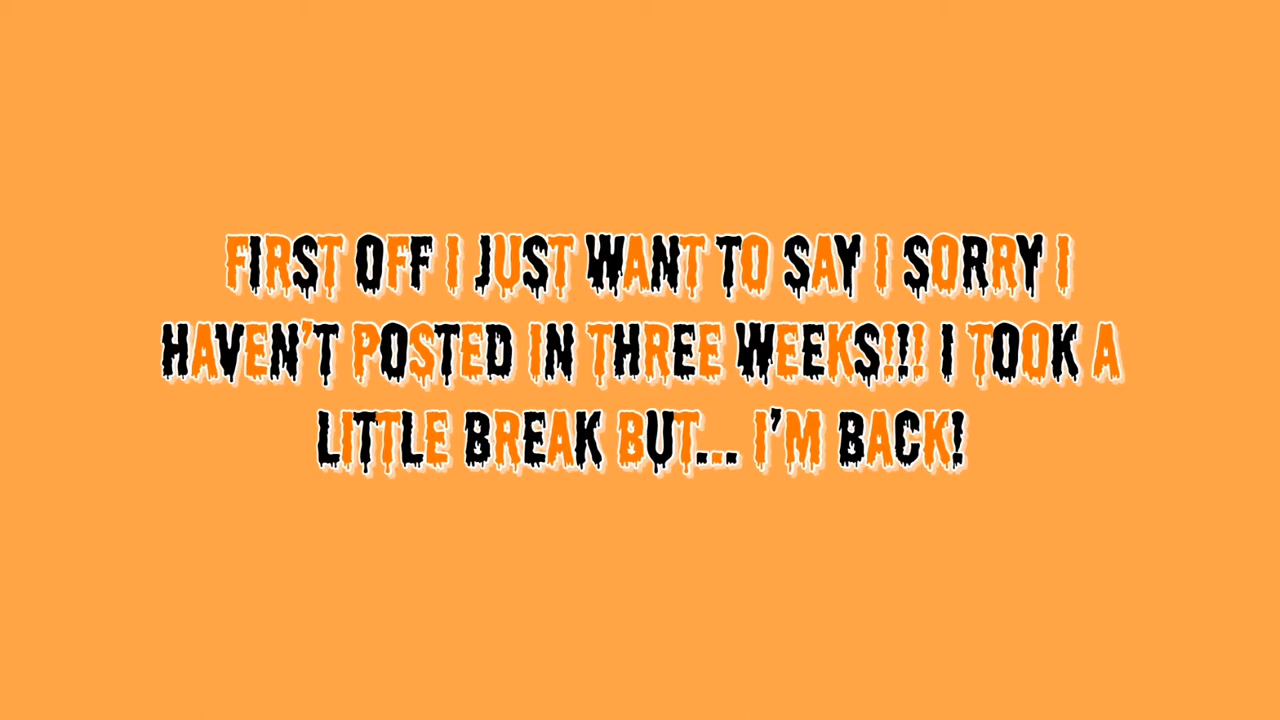 FIRST OFF I JUST WANT TO SAY I SORRY I
HAVEN'T POSTED IN THREE WEEKS!!! I TOOK A
LITTLE BREAK BUT... I'M BACK!